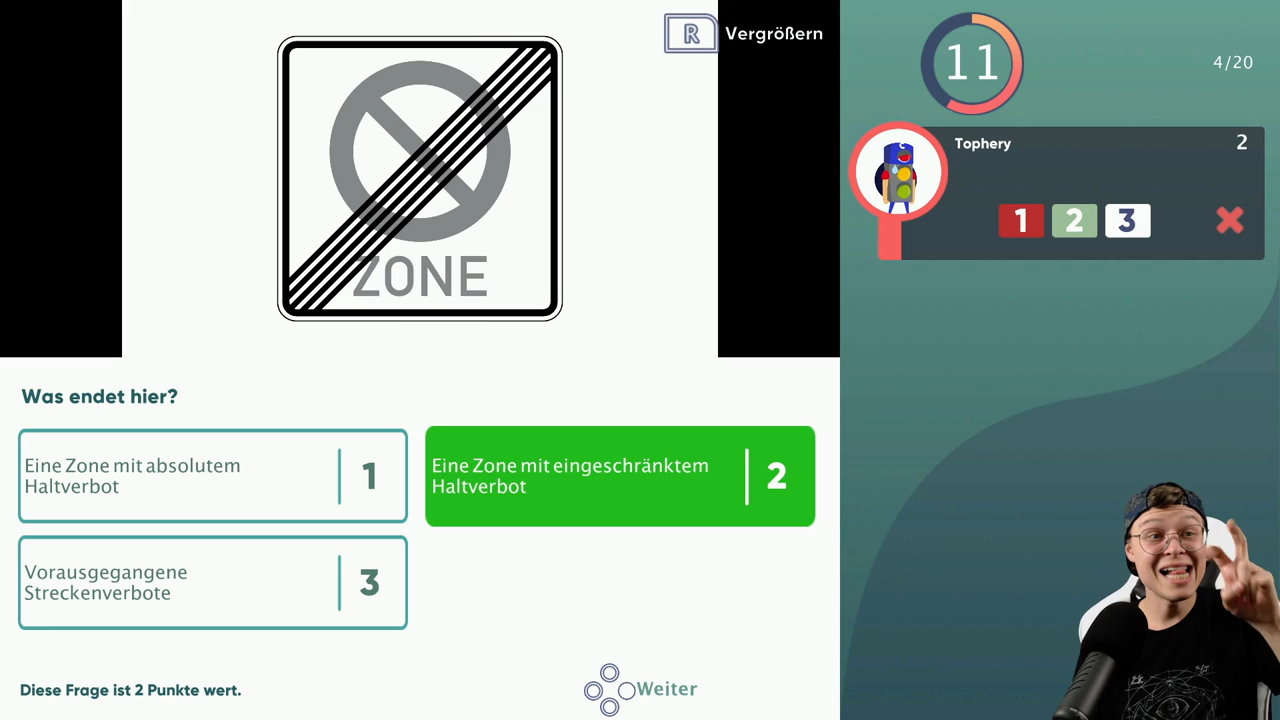 R Vergrößern
ZONE
Was endet hier?
Eine Zone mit absolutem
Haltverbot
1
Eine Zone mit eingeschränktem
Haltverbot
2
Vorausgegangene
Streckenverbote
3
Diese Frage ist 2 Punkte wert.
Weiter
11
4/20
Tophery
2
1 2 3